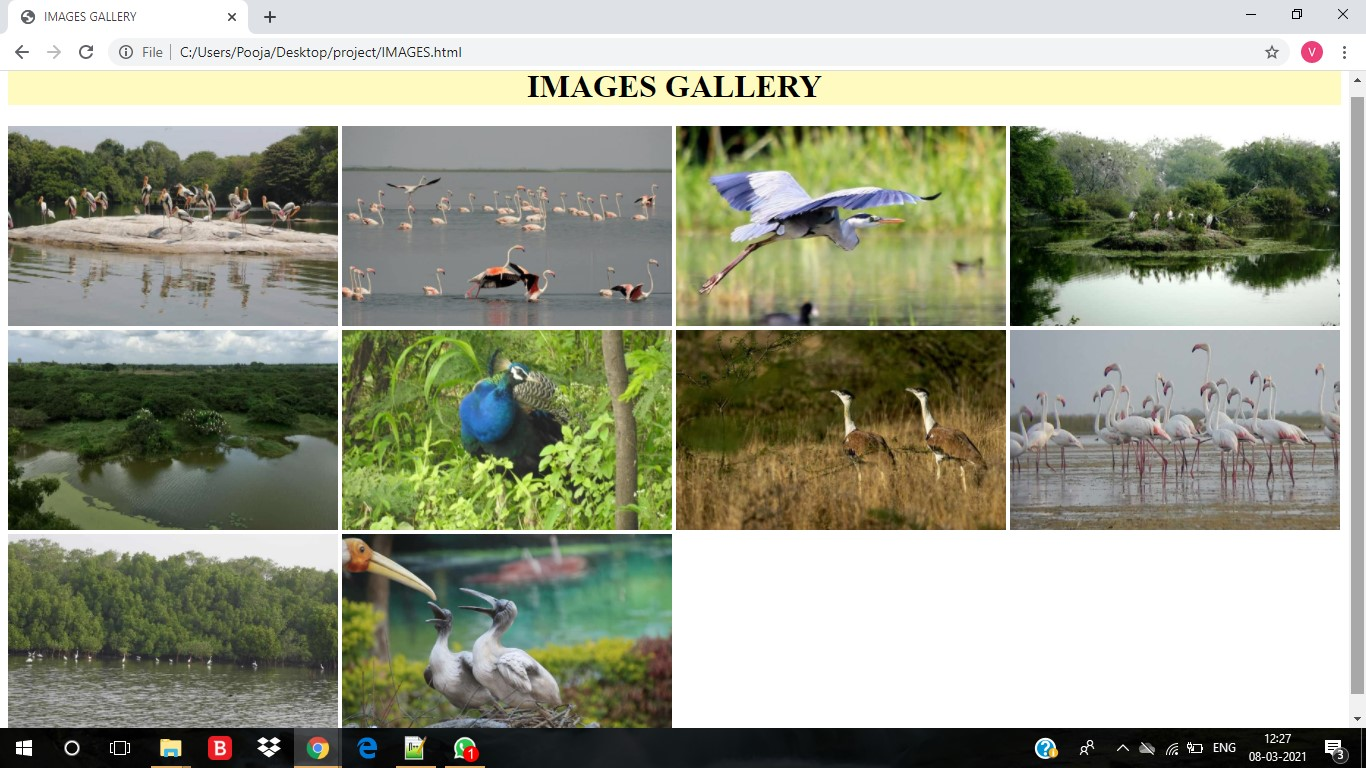 IMAGES GALLERY
File C:/Users/Pooja/Desktop/project/IMAGES.html
V
IMAGES GALLERY
B
1
ENG
12:27
08-03-2021
3